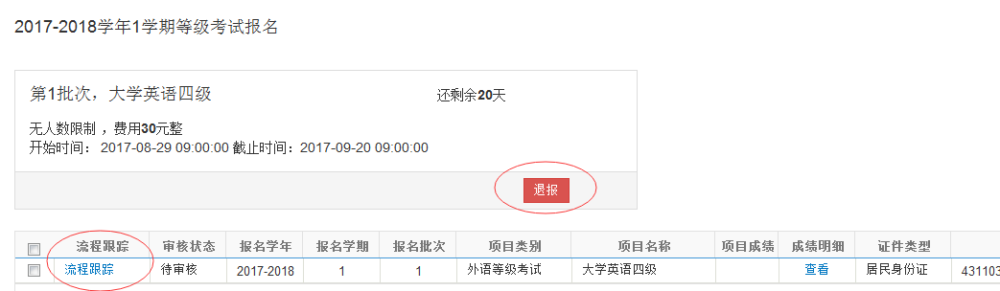 2017-2018学年1学期等级考试报名
第1批次，大学英语四级 还剩余20天
无人数限制 ，费用30元整
开始时间： 2017-08-29 09:00:00 截止时间：2017-09-20 09:00:00
退报
流程跟踪 审核状态 报名学年 报名学期 报名批次 项目类别 项目名称 项目成绩 成绩明细 证件类型
流程跟踪 待审核 2017-2018 1 1 外语等级考试 大学英语四级 查看 居民身份证 431103